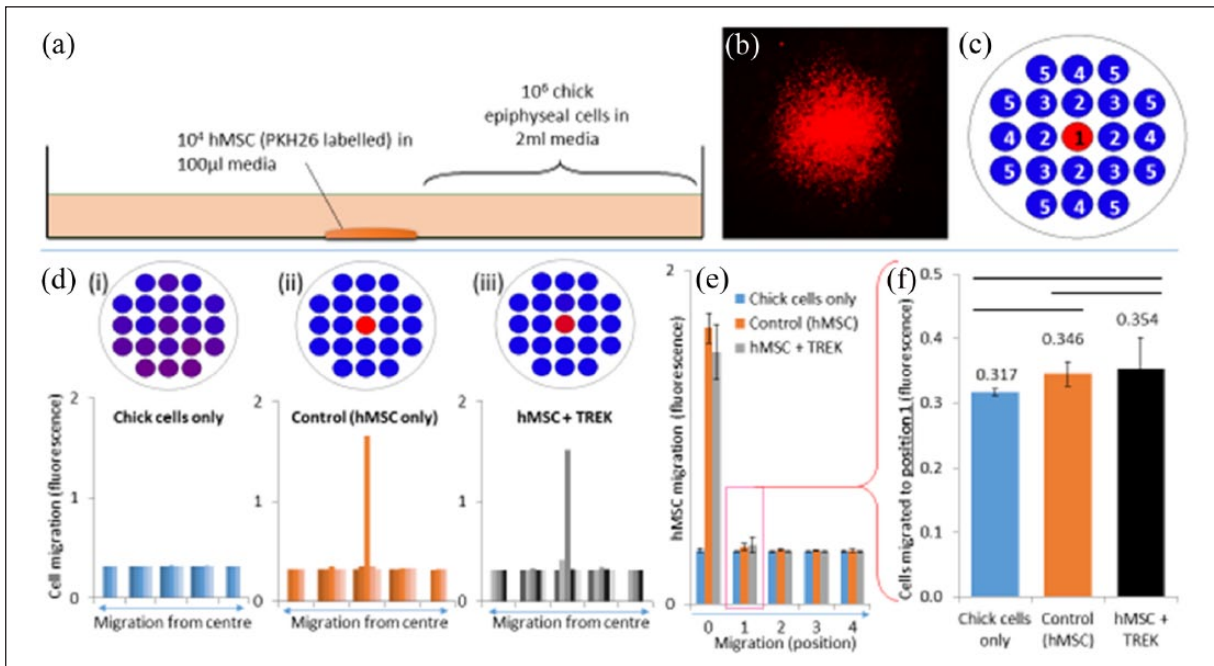 (a)
10⁴ hMSC (PKH26 labelled) in
100µl media
10⁶ chick
epiphyseal cells in
2ml media
(b)
(c)
5 4 5
5 3 2 3 5
4 2 1 2 4
5 3 2 3 5
5 4 5
(d)
(i)
(ii)
(iii)
Cell migration (fluorescence)
2
1
0
Chick cells only
Migration from centre
2
1
0
Control (hMSC only)
Migration from centre
2
1
0
hMSC + TREK
Migration from centre
(e)
hMSC migration (fluorescence)
2
0
Chick cells only
Control (hMSC)
hMSC + TREK
0 1 2 3 4
Migration (position)
(f)
Cells migrated to position 1 (fluorescence)
0.5
0.4
0.3
0.2
0.1
0.0
0.317
0.346
0.354
Chick cells
only
Control
(hMSC)
hMSC +
TREK